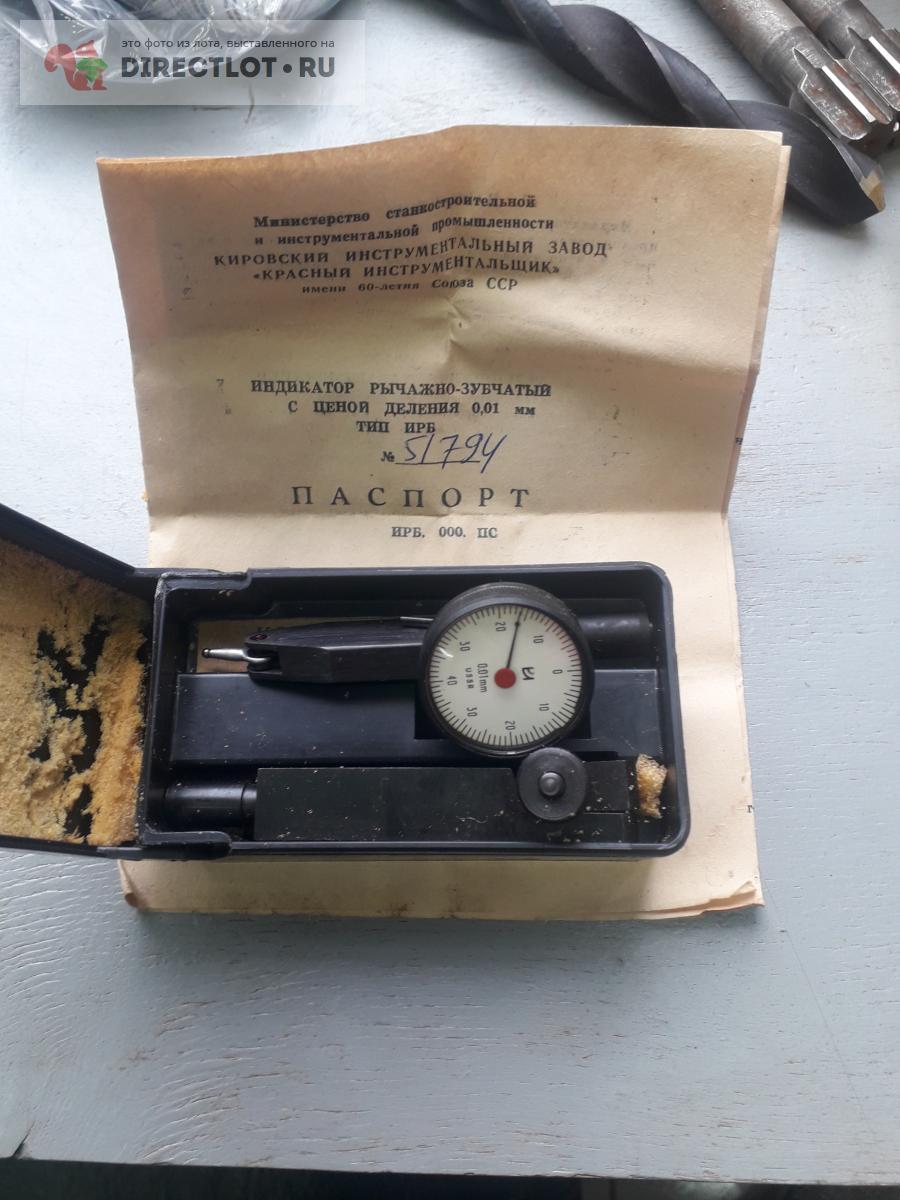 это фото из лота, выставленного на
DIRECTLOT.RU
Министерство станкостроительной
и инструментальной промышленности
КИРОВСКИЙ ИНСТРУМЕНТАЛЬНЫЙ ЗАВОД
«КРАСНЫЙ ИНСТРУМЕНТАЛЬЩИК»
имени 60-летия Союза ССР
ИНДИКАТОР РЫЧАЖНО-ЗУБЧАТЫЙ
С ЦЕНОЙ ДЕЛЕНИЯ 0,01 мм
ТИП ИРБ
№ 51794
ПАСПОРТ
ИРБ. 000. ПС
0
10
20
30
40
30
20
10
0,01mm
USSR